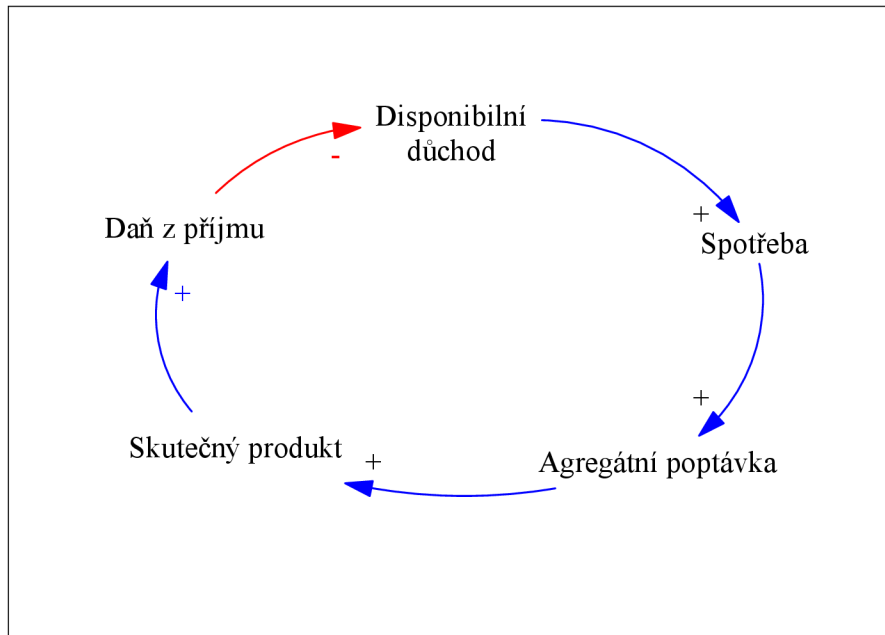 Disponibilní
důchod
-
+
Spotřeba
Daň z příjmu
+
+
Skutečný produkt
+
Agregátní poptávka